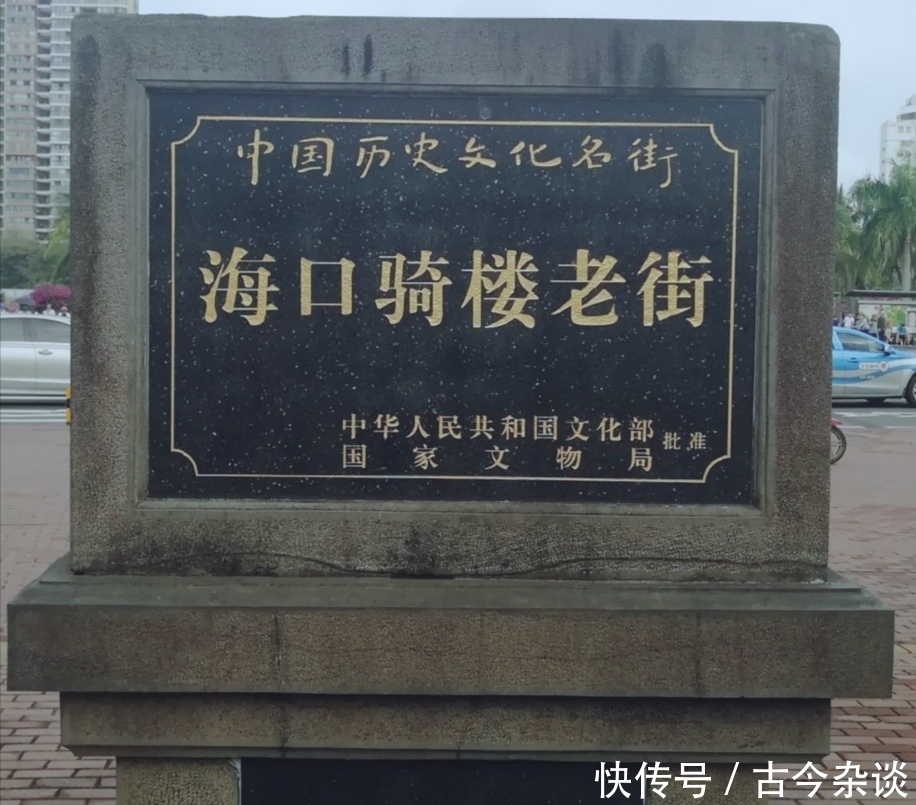 中国历史文化名街
海口骑楼老街
中华人民共和国文化部
国家文物局
批准
快传号 / 古今杂谈